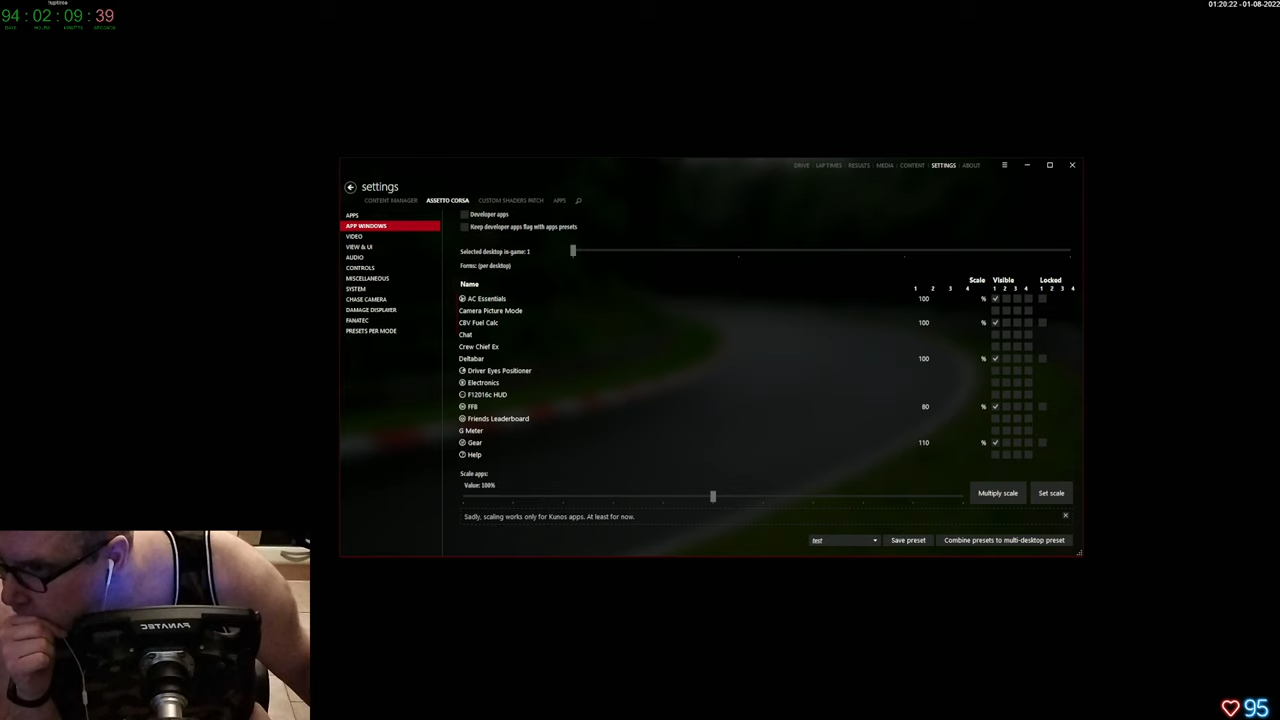 94 : 02 : 09 : 39
DAYS HOURS MINUTES SECONDS
01:20:22 - 01-08-2022
DRIVE LAP TIMES RESULTS MEDIA CONTENT SETTINGS ABOUT
settings
CONTENT MANAGER ASSETTO CORSA CUSTOM SHADERS PATCH APPS
APPS
APP WINDOWS
VIDEO
VIEW & UI
AUDIO
CONTROLS
MISCELLANEOUS
SYSTEM
CHASE CAMERA
DAMAGE DISPLAYER
FANATEC
PRESETS PER MODE
Developer apps
Keep developer apps flag with apps presets
Selected desktop in-game: 1
Forms: (per desktop)
Name Scale Visible Locked
1 2 3 4 1 2 3 4 1 2 3 4
AC Essentials 100 %
Camera Picture Mode
CBV Fuel Calc 100 %
Chat
Crew Chief Ex
Deltabar 100 %
Driver Eyes Positioner
Electronics
F12016c HUD
FFB 80 %
Friends Leaderboard
G Meter
Gear 110 %
Help
Scale apps:
Value: 100%
Multiply scale Set scale
Sadly, scaling works only for Kunos apps. At least for now.
test Save preset Combine presets to multi-desktop preset
FANATEC
95